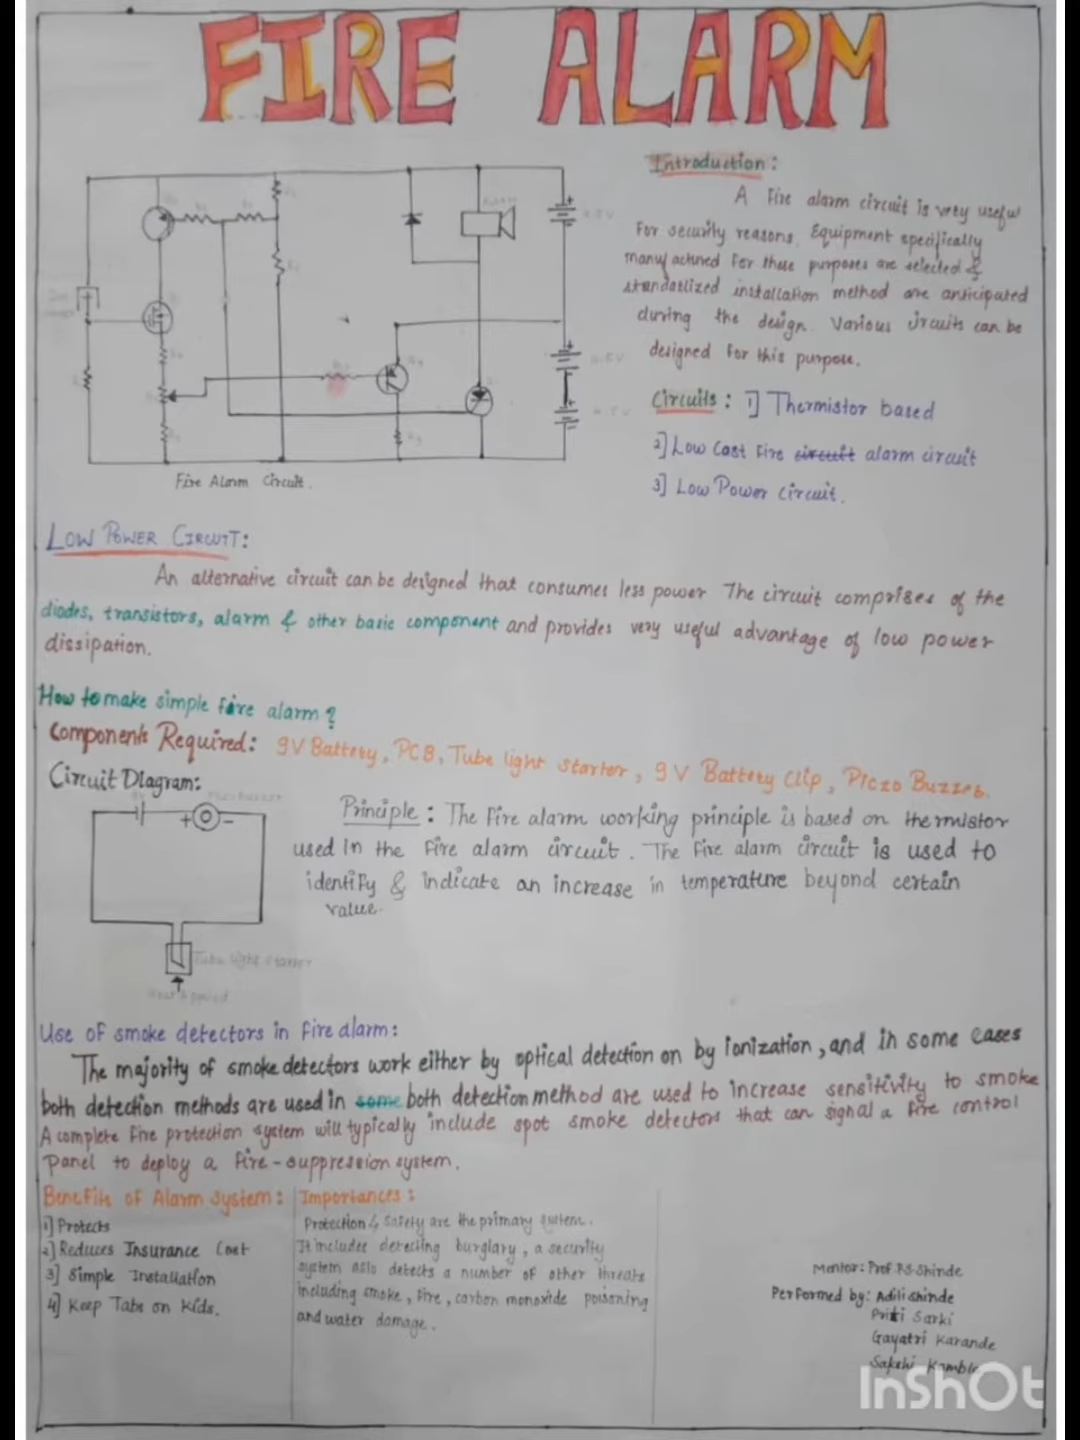 FIRE ALARM
Introduction:
A Fire alarm circuit is very useful
For security reasons. Equipment specifically
manufactined For these purposes are selected &
standatlized installation method are anticipated
during the design. Various ircuits can be
designed for this purpose.
Circuits: 1] Thermistor based
2] Low Cast Fire circuit alarm circuit
3] Low Power Circuit.
Fire Alarm Circuit.
LOW POWER CIRCUIT:
An alternative circuit can be designed that consumes less power The circuit comprises of the
diodes, transistors, alarm & other basic component and provides very useful advantage of low power
dissipation.
How to make simple fire alarm?
Components Required: 9V Battery, PCB, Tube light starter, 9V Battery Clip, Piezo Buzzer.
Circuit Diagram:
+ -
Tube light starter
Heat Applied
Principle: The Fire alarm working principle is based on thermistor
used in the Fire alarm circuit. The Fire alarm circuit is used to
identify & indicate an increase in temperature beyond certain
value.
Use of smoke detectors in fire alarm:
The majority of smoke detectors work either by optical detection on by ionization, and in some cases
both detection methods are used in some both detection method are used to increase sensitivity to smoke
A complete fire protection system will typically include spot smoke detectors that can signal a fire control
Panel to deploy a fire-suppression system.
Benefits of Alarm System:
1] Protects
2] Reduces Insurance Cost
3] Simple Installation
4] Keep Tabs on Kids.
Importances:
Protection & Safety are the primary system.
It includes detecting burglary, a security
system also detects a number of other threats
including smoke, fire, carbon monoxide poisoning
and water damage.
Mentor: Prof. P.S. Shinde
Performed by: Aditi Shinde
Priti Sarki
Gayatri Karande
Sakshi Kamble
InShOt